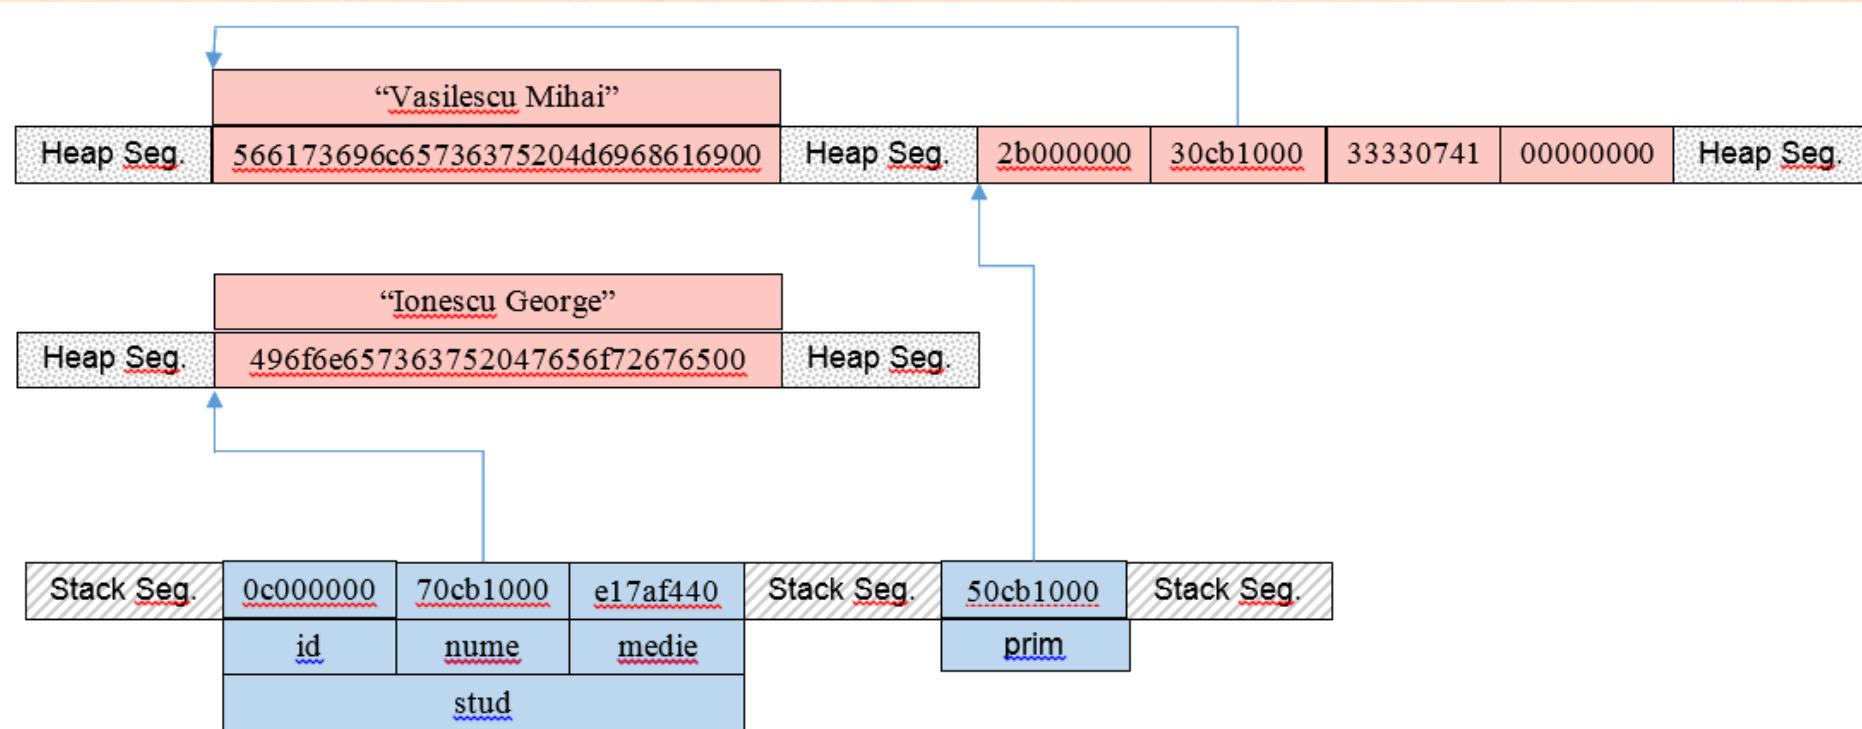 “Vasilescu Mihai”
Heap Seg. 566173696c65736375204d6968616900 Heap Seg. 2b000000 30cb1000 33330741 00000000 Heap Seg.
“Ionescu George”
Heap Seg. 496f6e657363752047656f72676500 Heap Seg.
Stack Seg. 0c000000 70cb1000 e17af440 Stack Seg. 50cb1000 Stack Seg.
id nume medie prim
stud